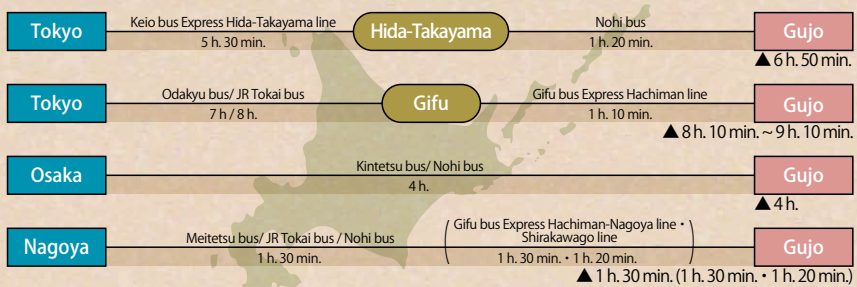 Tokyo
Keio bus Express Hida-Takayama line
5 h. 30 min.
Hida-Takayama
Nohi bus
1 h. 20 min.
Gujo
▲ 6 h. 50 min.
Tokyo
Odakyu bus/ JR Tokai bus
7 h / 8 h.
Gifu
Gifu bus Express Hachiman line
1 h. 10 min.
Gujo
▲ 8 h. 10 min. ~ 9 h. 10 min.
Osaka
Kintetsu bus/ Nohi bus
4 h.
Gujo
▲ 4 h.
Nagoya
Meitetsu bus/ JR Tokai bus / Nohi bus
1 h. 30 min.
(Gifu bus Express Hachiman-Nagoya line・
Shirakawago line
1 h. 30 min.・1 h. 20 min.)
Gujo
▲ 1 h. 30 min. (1 h. 30 min.・1 h. 20 min.)